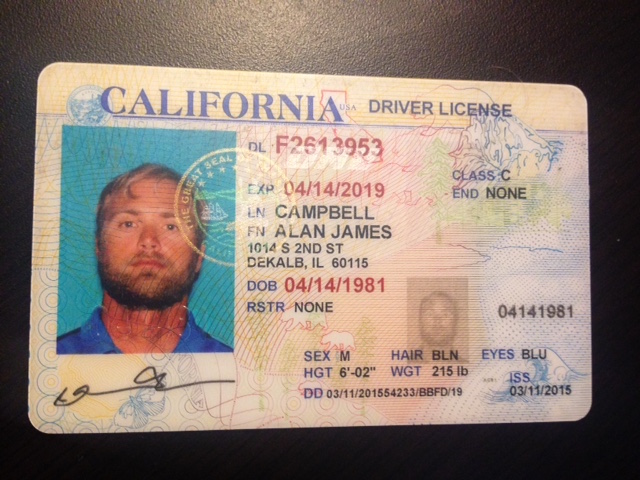 CALIFORNIA USA DRIVER LICENSE
DL F2613953
EXP 04/14/2019
CLASS C
END NONE
LN CAMPBELL
FN ALAN JAMES
1014 S 2ND ST
DEKALB, IL 60115
DOB 04/14/1981
RSTR NONE
04141981
SEX M HAIR BLN EYES BLU
HGT 6'-02" WGT 215 lb
ISS
DD 03/11/201554233/BBFD/19
03/11/2015
THE GREAT SEAL OF